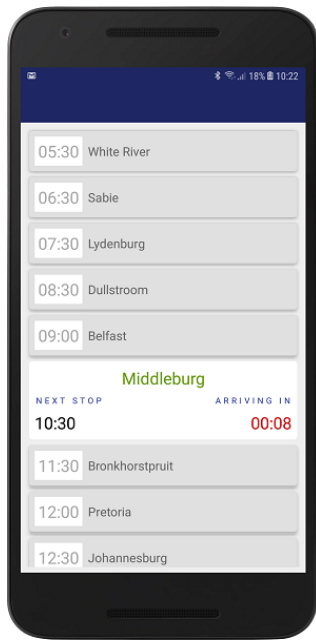 18% 10:22
05:30 White River
06:30 Sabie
07:30 Lydenburg
08:30 Dullstroom
09:00 Belfast
Middleburg
NEXT STOP ARRIVING IN
10:30 00:08
11:30 Bronkhorstpruit
12:00 Pretoria
12:30 Johannesburg